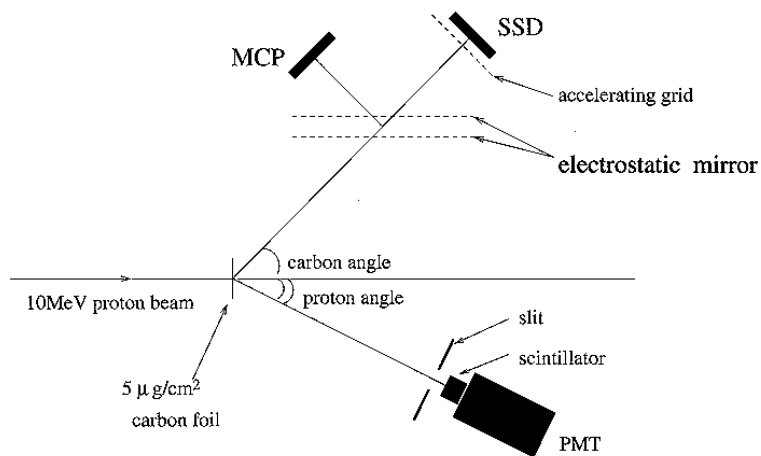 SSD
MCP
accelerating grid
electrostatic mirror
carbon angle
10MeV proton beam
proton angle
slit
scintillator
5 μg/cm²
carbon foil
PMT